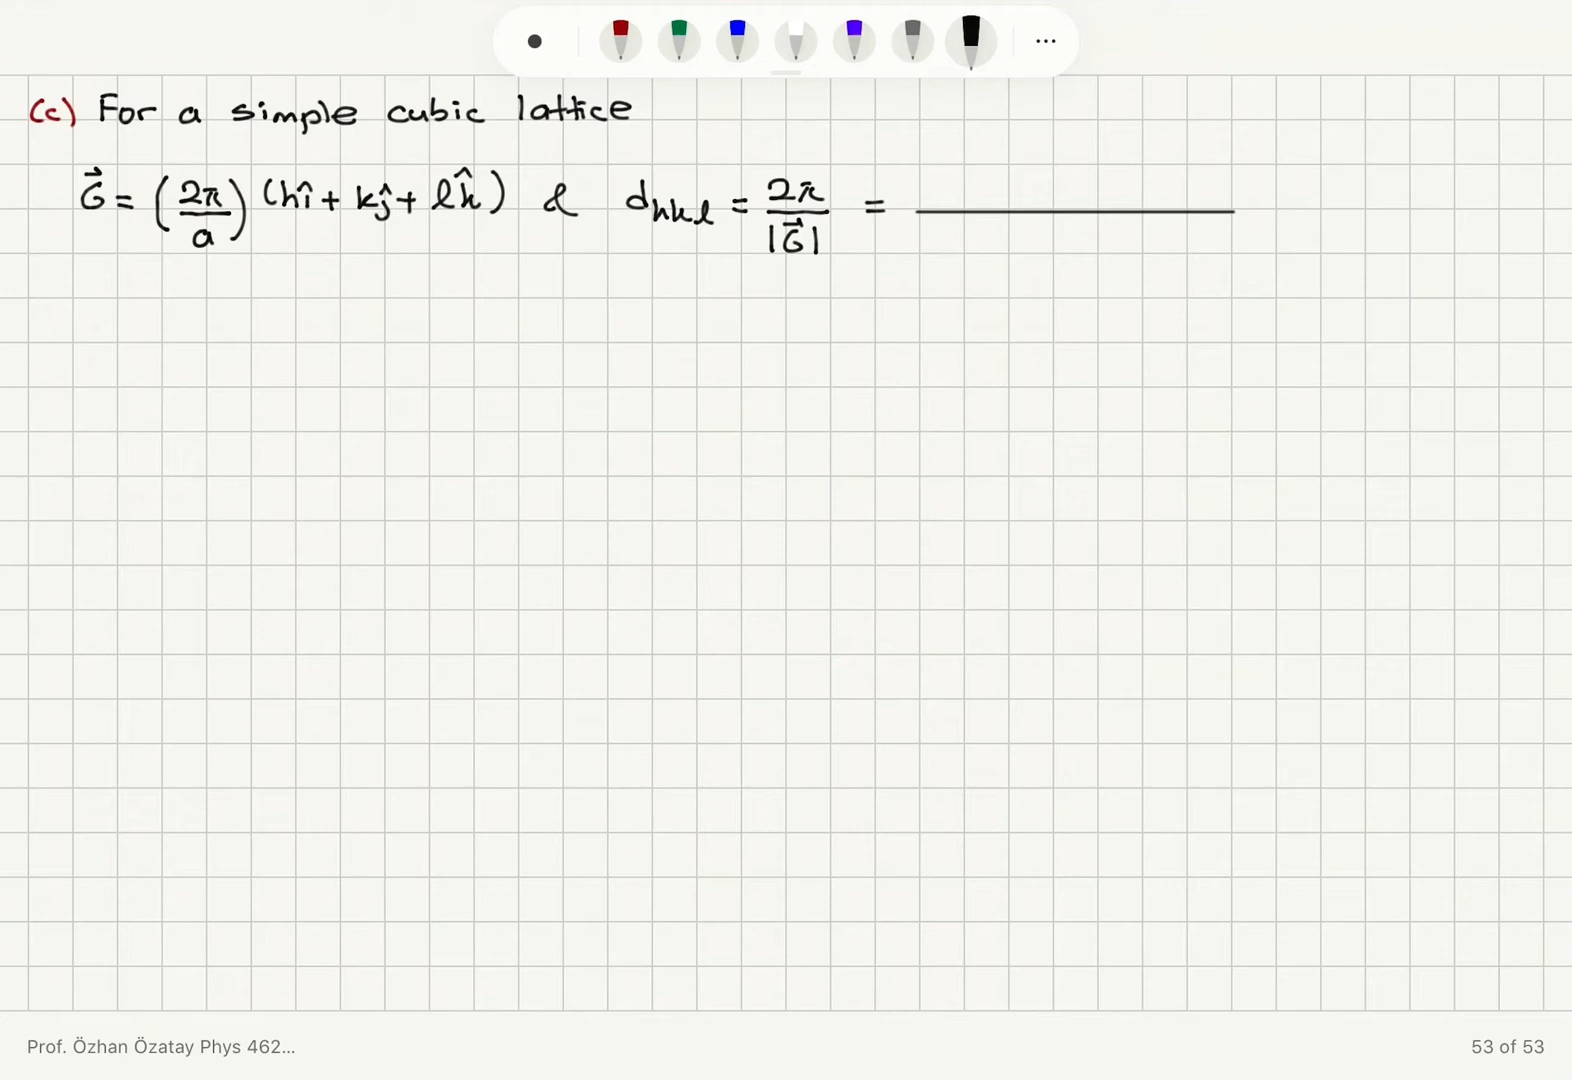 (c) For a simple cubic lattice
G⃗ = (2π/a) (hî + kĵ + lk̂) & d_hkl = 2π/|G⃗| =
Prof. Özhan Özatay Phys 462...
53 of 53